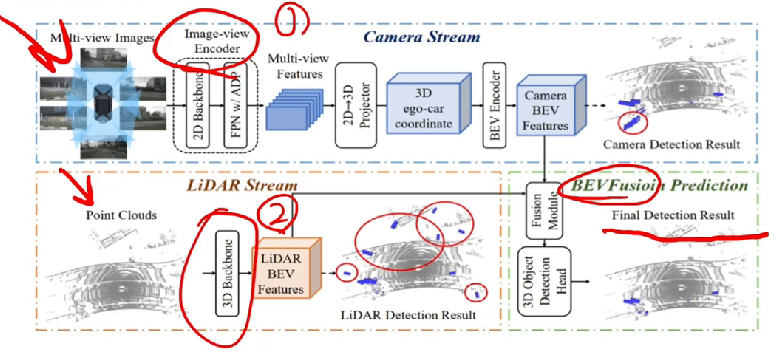 ①
Multi-view Images
Image-view
Encoder
Camera Stream
2D Backbone
FPN w/ ADP
Multi-view
Features
2D→3D
Projector
3D
ego-car
coordinate
BEV Encoder
Camera
BEV
Features
Camera Detection Result
LiDAR Stream
②
Point Clouds
3D Backbone
LiDAR
BEV
Features
LiDAR Detection Result
BEVFusioin Prediction
Fusion
Module
Final Detection Result
3D Object
Detection
Head